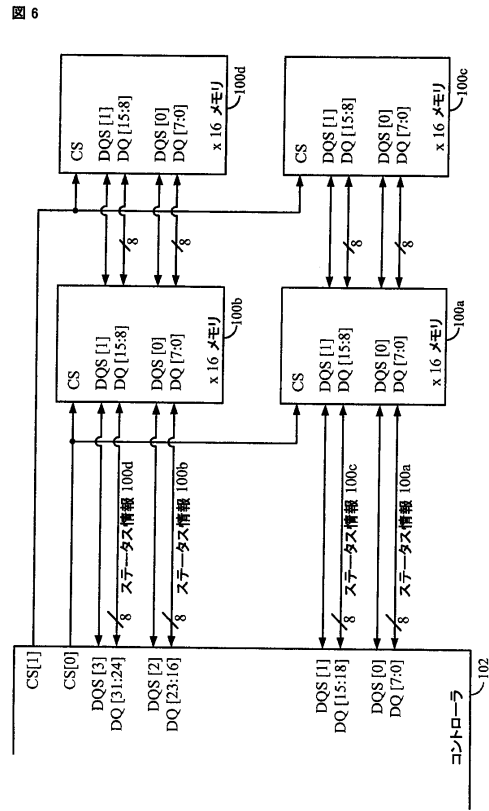 図 6
CS[1]
CS[0]
DQS [3]
DQ [31:24]
DQS [2]
DQ [23:16]
DQS [1]
DQ [15:18]
DQS [0]
DQ [7:0]
コントローラ
102
8
ステータス情報 100d
8
ステータス情報 100b
8
ステータス情報 100c
8
ステータス情報 100a
CS
DQS [1]
DQ [15:8]
DQS [0]
DQ [7:0]
x 16 メモリ
100b
CS
DQS [1]
DQ [15:8]
DQS [0]
DQ [7:0]
x 16 メモリ
100a
8
8
8
8
CS
DQS [1]
DQ [15:8]
DQS [0]
DQ [7:0]
x 16 メモリ
100d
CS
DQS [1]
DQ [15:8]
DQS [0]
DQ [7:0]
x 16 メモリ
100c